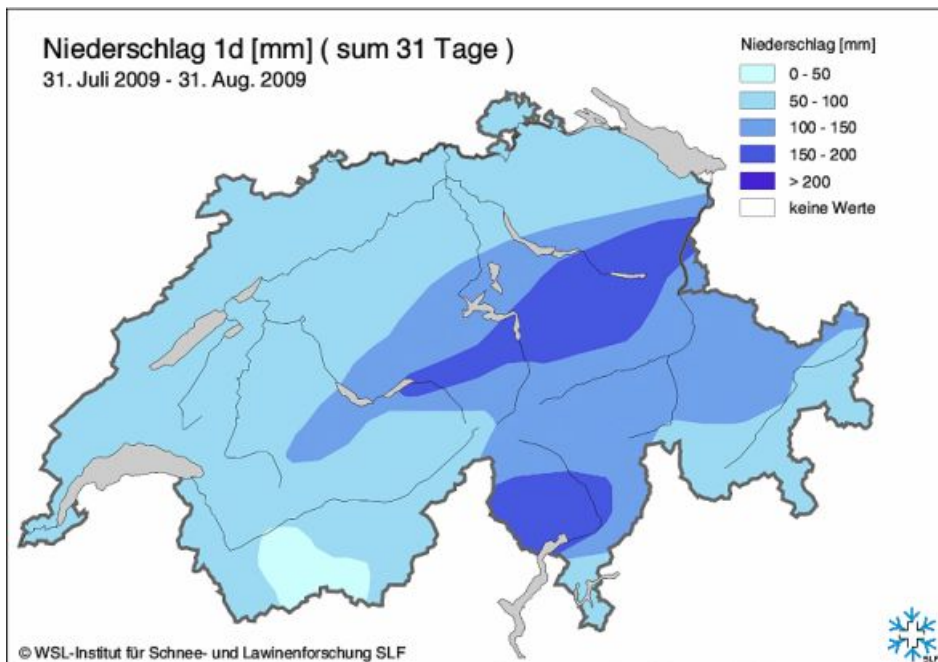 Niederschlag 1d [mm] ( sum 31 Tage )
31. Juli 2009 - 31. Aug. 2009
Niederschlag [mm]
0 - 50
50 - 100
100 - 150
150 - 200
> 200
keine Werte
© WSL-Institut für Schnee- und Lawinenforschung SLF
SLF